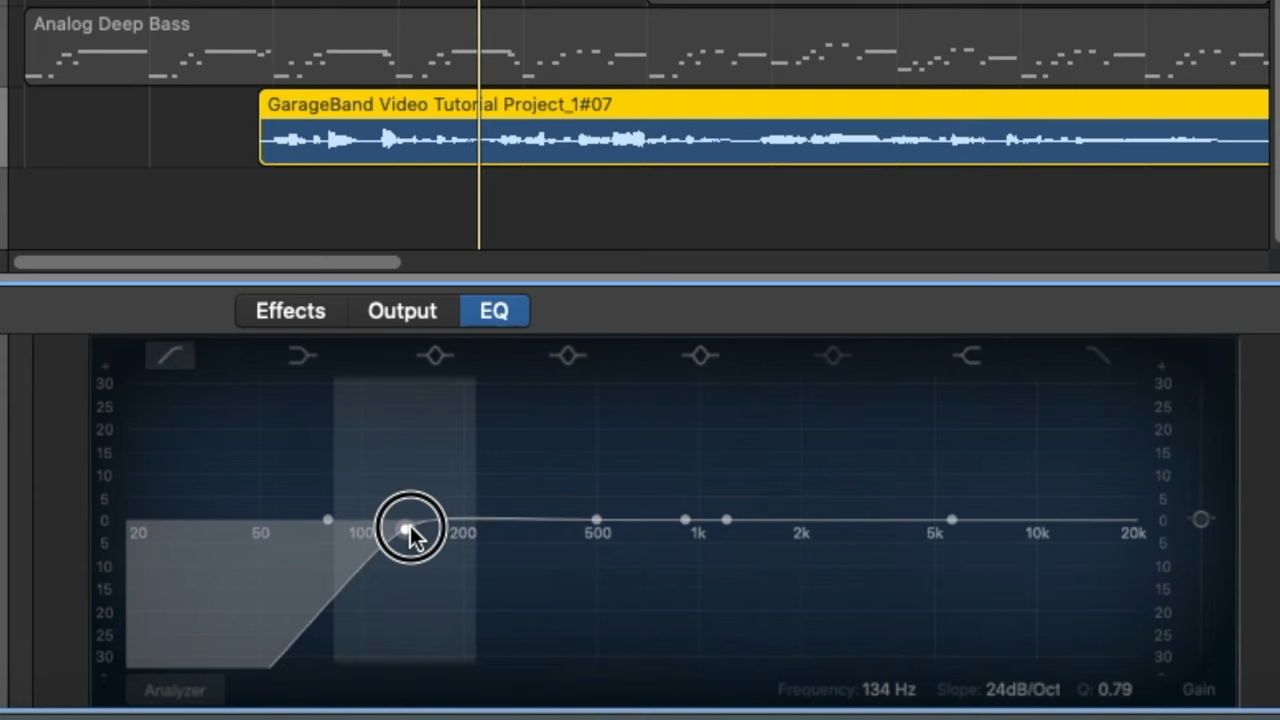 Analog Deep Bass
GarageBand Video Tutorial Project_1#07
Effects Output EQ
+ +
30 30
25 25
20 20
15 15
10 10
5 5
0 20 50 100 200 500 1k 2k 5k 10k 20k 0
5 5
10 10
15 15
20 20
25 25
30 30
-
Analyzer Frequency: 134 Hz Slope: 24dB/Oct Q: 0.79 Gain